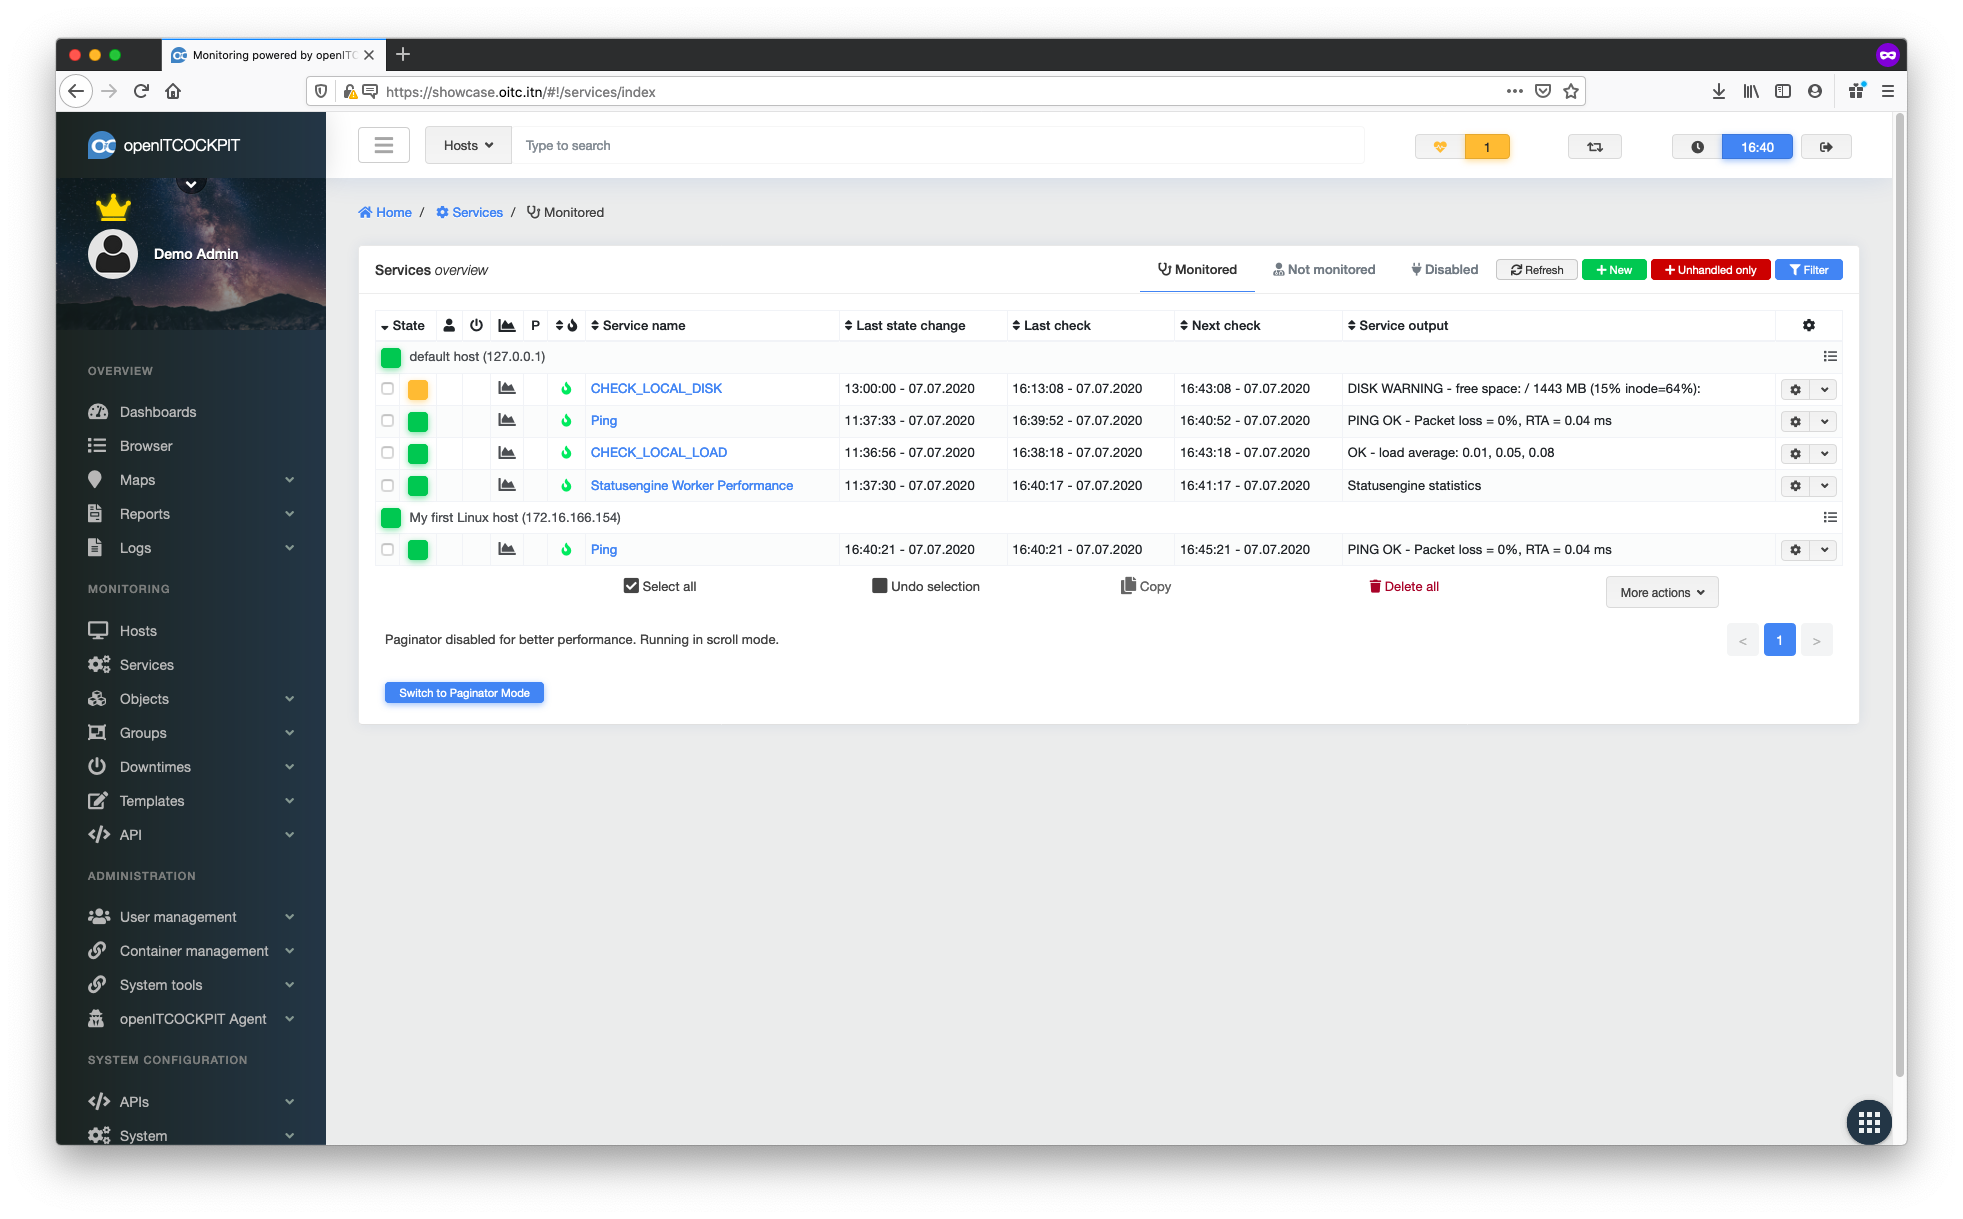 Monitoring powered by openITC
https://showcase.oitc.itn/#!/services/index
openITCOCKPIT
Hosts
Type to search
1
16:40
Demo Admin
Home / Services / Monitored
Services overview
Monitored
Not monitored
Disabled
Refresh
New
Unhandled only
Filter
State P Service name Last state change Last check Next check Service output
default host (127.0.0.1)
CHECK_LOCAL_DISK 13:00:00 - 07.07.2020 16:13:08 - 07.07.2020 16:43:08 - 07.07.2020 DISK WARNING - free space: / 1443 MB (15% inode=64%):
Ping 11:37:33 - 07.07.2020 16:39:52 - 07.07.2020 16:40:52 - 07.07.2020 PING OK - Packet loss = 0%, RTA = 0.04 ms
CHECK_LOCAL_LOAD 11:36:56 - 07.07.2020 16:38:18 - 07.07.2020 16:43:18 - 07.07.2020 OK - load average: 0.01, 0.05, 0.08
Statusengine Worker Performance 11:37:30 - 07.07.2020 16:40:17 - 07.07.2020 16:41:17 - 07.07.2020 Statusengine statistics
My first Linux host (172.16.166.154)
Ping 16:40:21 - 07.07.2020 16:40:21 - 07.07.2020 16:45:21 - 07.07.2020 PING OK - Packet loss = 0%, RTA = 0.04 ms
Select all
Undo selection
Copy
Delete all
More actions
Paginator disabled for better performance. Running in scroll mode.
< 1 >
Switch to Paginator Mode
OVERVIEW
Dashboards
Browser
Maps
Reports
Logs
MONITORING
Hosts
Services
Objects
Groups
Downtimes
Templates
API
ADMINISTRATION
User management
Container management
System tools
openITCOCKPIT Agent
SYSTEM CONFIGURATION
APIs
System